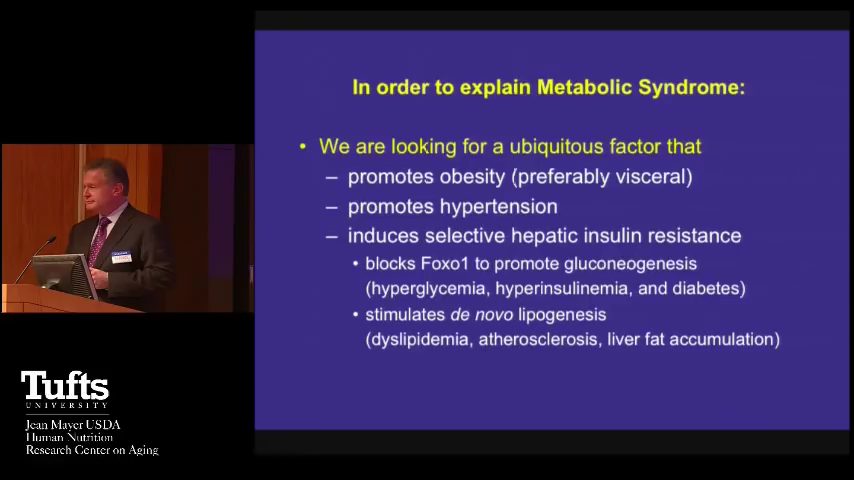 In order to explain Metabolic Syndrome:
• We are looking for a ubiquitous factor that
– promotes obesity (preferably visceral)
– promotes hypertension
– induces selective hepatic insulin resistance
• blocks Foxo1 to promote gluconeogenesis
(hyperglycemia, hyperinsulinemia, and diabetes)
• stimulates de novo lipogenesis
(dyslipidemia, atherosclerosis, liver fat accumulation)
Tufts
UNIVERSITY
Jean Mayer USDA
Human Nutrition
Research Center on Aging